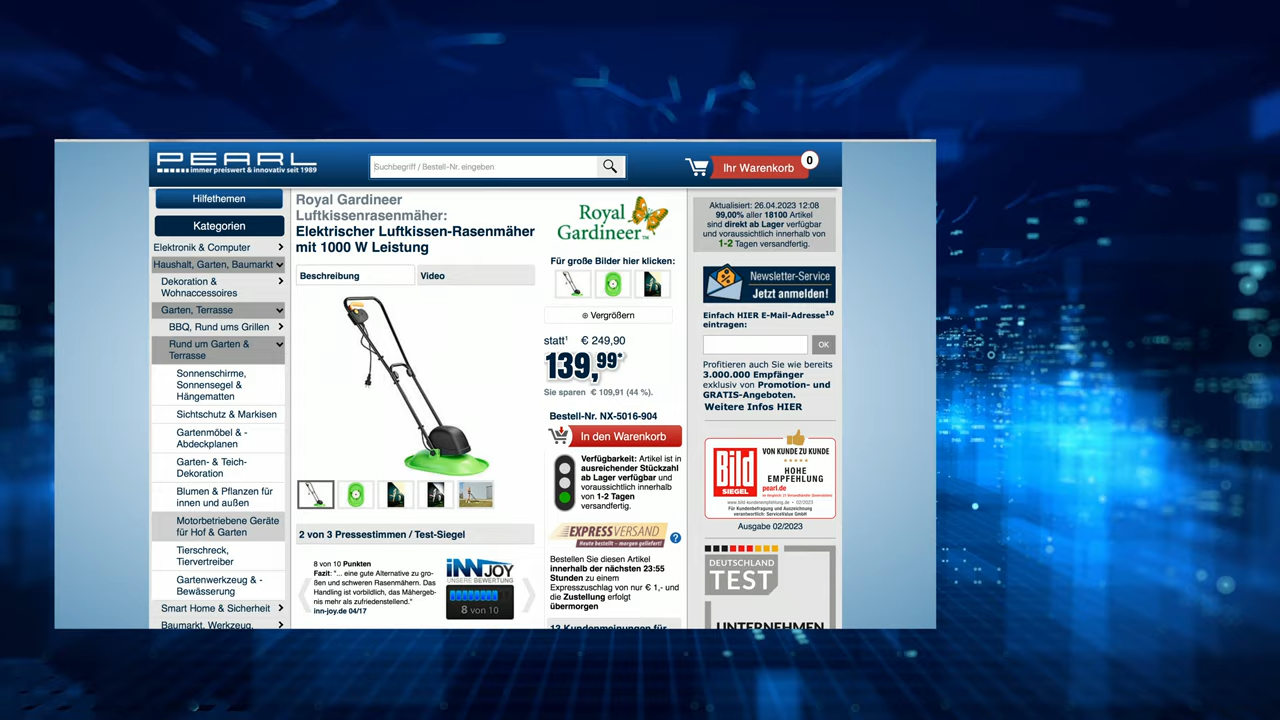 PEARL
immer preiswert & innovativ seit 1989
Suchbegriff / Bestell-Nr. eingeben
Ihr Warenkorb
0
Hilfethemen
Kategorien
Elektronik & Computer
Haushalt, Garten, Baumarkt
Dekoration &
Wohnaccessoires
Garten, Terrasse
BBQ, Rund ums Grillen
Rund um Garten &
Terrasse
Sonnenschirme,
Sonnensegel &
Hängematten
Sichtschutz & Markisen
Gartenmöbel & -
Abdeckplanen
Garten- & Teich-
Dekoration
Blumen & Pflanzen für
innen und außen
Motorbetriebene Geräte
für Hof & Garten
Tierschreck,
Tiervertreiber
Gartenwerkzeug & -
Bewässerung
Smart Home & Sicherheit
Baumarkt, Werkzeug,
Royal Gardineer
Luftkissenrasenmäher:
Elektrischer Luftkissen-Rasenmäher
mit 1000 W Leistung
Beschreibung
Video
2 von 3 Pressestimmen / Test-Siegel
8 von 10 Punkten
Fazit: "... eine gute Alternative zu gro-
ßen und schweren Rasenmähern. Das
Handling ist vorbildlich, das Mähergeb-
nis mehr als zufriedenstellend."
inn-joy.de 04/17
INNJOY
UNSERE BEWERTUNG
8 von 10
Royal
Gardineer™
Für große Bilder hier klicken:
Vergrößern
statt¹ € 249,90
139,99*
Sie sparen € 109,91 (44 %).
Bestell-Nr. NX-5016-904
In den Warenkorb
Verfügbarkeit: Artikel ist in
ausreichender Stückzahl
ab Lager verfügbar und
voraussichtlich innerhalb
von 1-2 Tagen
versandfertig.
EXPRESSVERSAND
Heute bestellt – morgen geliefert!
?
Bestellen Sie diesen Artikel
innerhalb der nächsten 23:55
Stunden zu einem
Expresszuschlag von nur € 1,- und
die Zustellung erfolgt
übermorgen
12 Kundenmeinungen für
Aktualisiert: 26.04.2023 12:08
99,00% aller 18100 Artikel
sind direkt ab Lager verfügbar
und voraussichtlich innerhalb von
1-2 Tagen versandfertig.
%
Newsletter-Service
Jetzt anmelden!
Einfach HIER E-Mail-Adresse¹⁰
eintragen:
OK
Profitieren auch Sie wie bereits
3.000.000 Empfänger
exklusiv von Promotion- und
GRATIS-Angeboten.
Weitere Infos HIER
Bild
SIEGEL
VON KUNDE ZU KUNDE
HOHE
EMPFEHLUNG
pearl.de
Ausgabe 02/2023
DEUTSCHLAND
TEST
UNTERNEHMEN